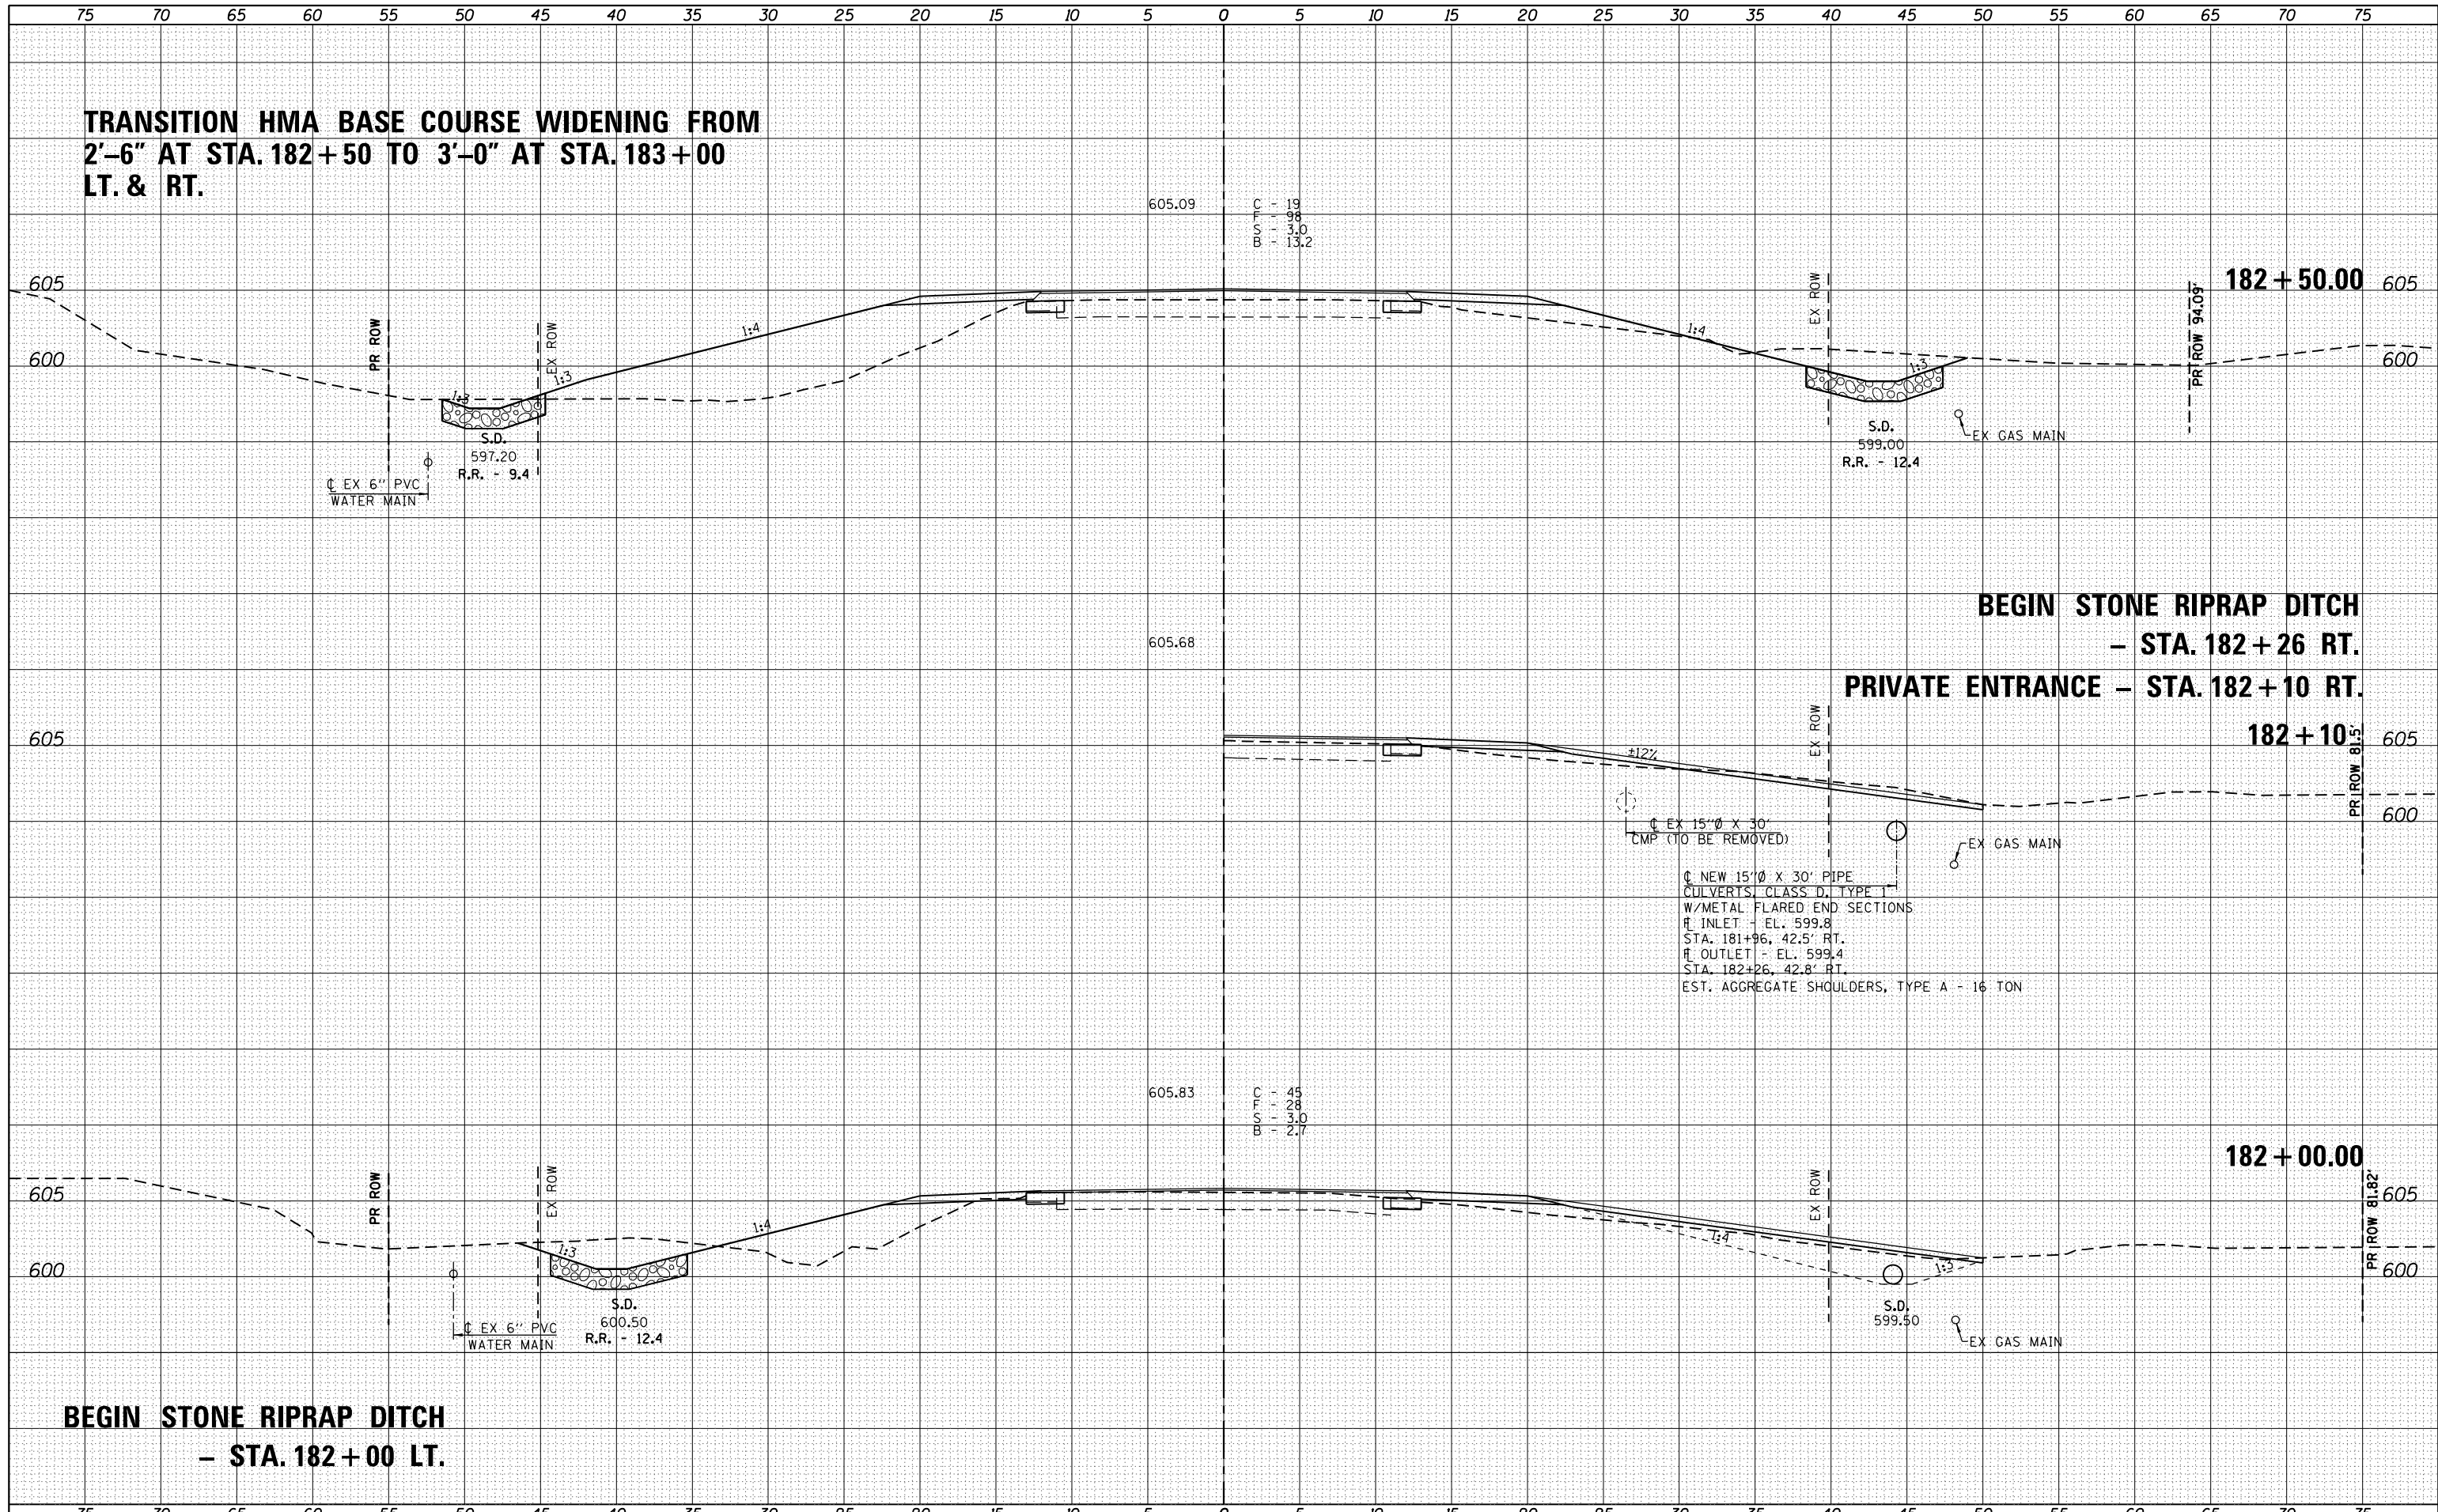 75 70 65 60 55 50 45 40 35 30 25 20 15 10 5 0 5 10 15 20 25 30 35 40 45 50 55 60 65 70 75
TRANSITION HMA BASE COURSE WIDENING FROM
2'-6" AT STA. 182+50 TO 3'-0" AT STA. 183+00
LT. & RT.
605.09
C - 19
F - 98
S - 3.0
B - 13.2
182+50.00
605
605
600
600
PR ROW
EX ROW
EX ROW
PR ROW 94.09'
1:4
1:3
1:3
1:4
1:3
S.D.
597.20
R.R. - 9.4
℄ EX 6" PVC
WATER MAIN
S.D.
599.00
R.R. - 12.4
EX GAS MAIN
BEGIN STONE RIPRAP DITCH
- STA. 182+26 RT.
605.68
PRIVATE ENTRANCE - STA. 182+10 RT.
182+10
605
605
600
EX ROW
PR ROW 81.5'
±12%
℄ EX 15"Ø X 30'
CMP (TO BE REMOVED)
EX GAS MAIN
℄ NEW 15"Ø X 30' PIPE
CULVERTS, CLASS D, TYPE 1
W/METAL FLARED END SECTIONS
FL INLET - EL. 599.8
STA. 181+96, 42.5' RT.
FL OUTLET - EL. 599.4
STA. 182+26, 42.8' RT.
EST. AGGREGATE SHOULDERS, TYPE A - 16 TON
605.83
C - 45
F - 28
S - 3.0
B - 2.7
182+00.00
605
605
600
600
PR ROW
EX ROW
EX ROW
PR ROW 81.82'
1:4
1:3
1:4
1:3
S.D.
600.50
R.R. - 12.4
℄ EX 6" PVC
WATER MAIN
S.D.
599.50
EX GAS MAIN
BEGIN STONE RIPRAP DITCH
- STA. 182+00 LT.
75 70 65 60 55 50 45 40 35 30 25 20 15 10 5 0 5 10 15 20 25 30 35 40 45 50 55 60 65 70 75